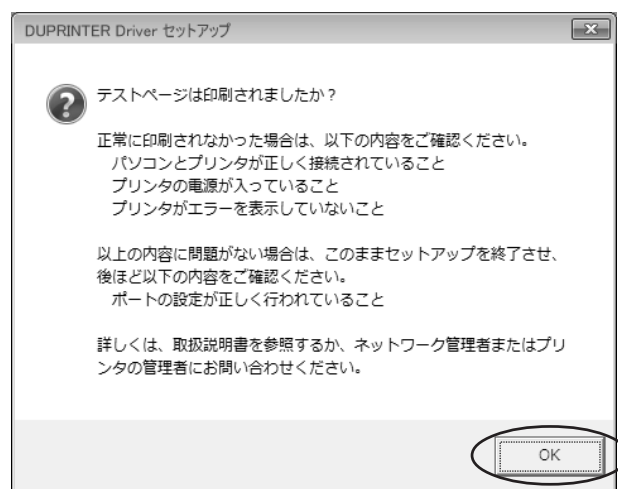 DUPRINTER Driver セットアップ
テストページは印刷されましたか？
正常に印刷されなかった場合は、以下の内容をご確認ください。
パソコンとプリンタが正しく接続されていること
プリンタの電源が入っていること
プリンタがエラーを表示していないこと
以上の内容に問題がない場合は、このままセットアップを終了させ、
後ほど以下の内容をご確認ください。
ポートの設定が正しく行われていること
詳しくは、取扱説明書を参照するか、ネットワーク管理者またはプリ
ンタの管理者にお問い合わせください。
OK